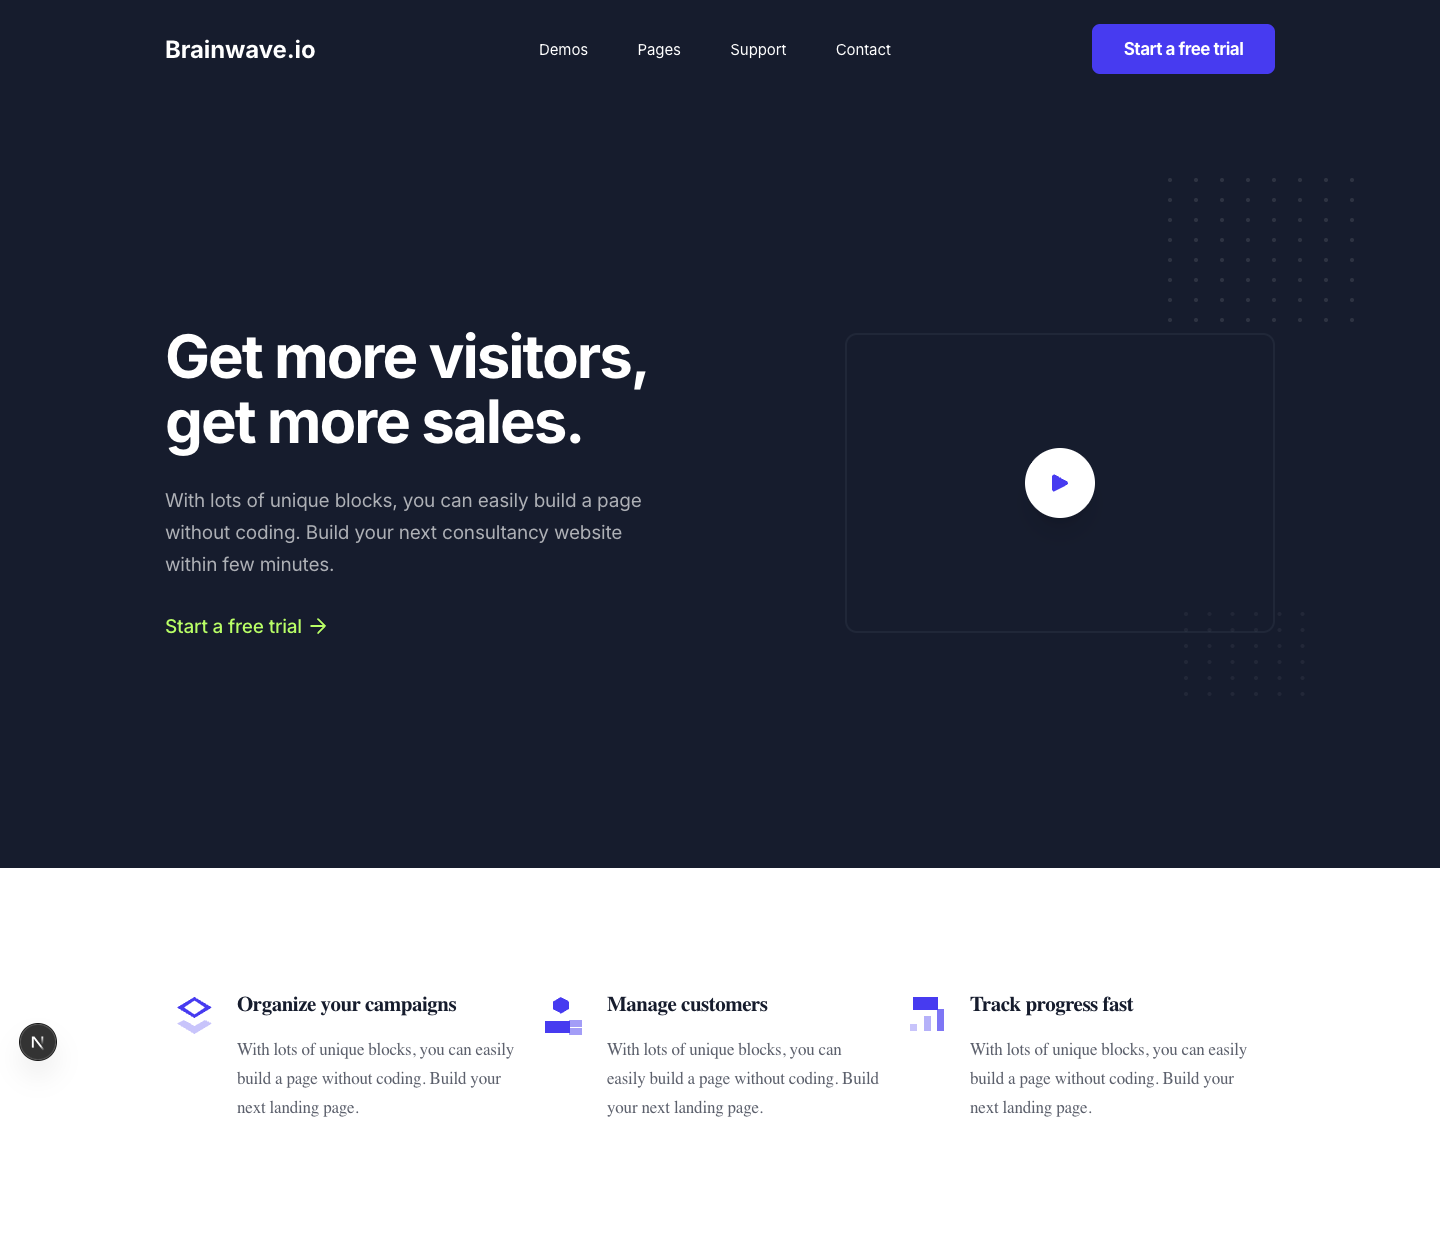 Brainwave.io
Demos
Pages
Support
Contact
Start a free trial
Get more visitors,
get more sales.
With lots of unique blocks, you can easily build a page
without coding. Build your next consultancy website
within few minutes.
Start a free trial
Organize your campaigns
With lots of unique blocks, you can easily
build a page without coding. Build your
next landing page.
Manage customers
With lots of unique blocks, you can
easily build a page without coding. Build
your next landing page.
Track progress fast
With lots of unique blocks, you can easily
build a page without coding. Build your
next landing page.
N